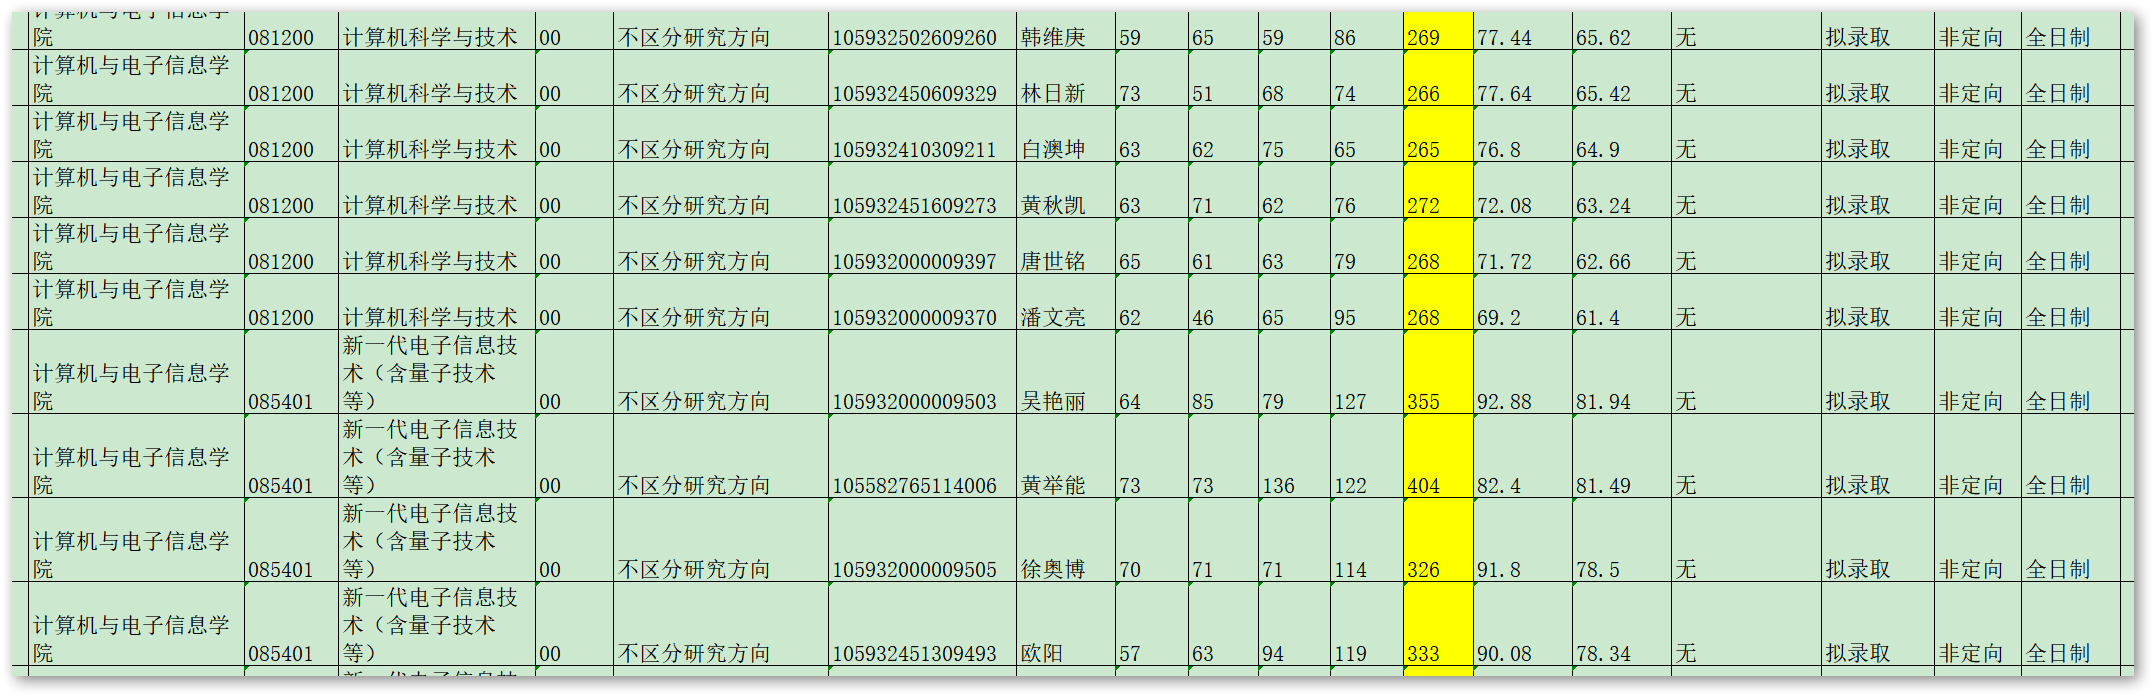 计算机与电子信息学
院 081200 计算机科学与技术 00 不区分研究方向 105932502609260 韩维庚 59 65 59 86 269 77.44 65.62 无 拟录取 非定向 全日制
计算机与电子信息学
院 081200 计算机科学与技术 00 不区分研究方向 105932450609329 林日新 73 51 68 74 266 77.64 65.42 无 拟录取 非定向 全日制
计算机与电子信息学
院 081200 计算机科学与技术 00 不区分研究方向 105932410309211 白澳坤 63 62 75 65 265 76.8 64.9 无 拟录取 非定向 全日制
计算机与电子信息学
院 081200 计算机科学与技术 00 不区分研究方向 105932451609273 黄秋凯 63 71 62 76 272 72.08 63.24 无 拟录取 非定向 全日制
计算机与电子信息学
院 081200 计算机科学与技术 00 不区分研究方向 105932000009397 唐世铭 65 61 63 79 268 71.72 62.66 无 拟录取 非定向 全日制
计算机与电子信息学
院 081200 计算机科学与技术 00 不区分研究方向 105932000009370 潘文亮 62 46 65 95 268 69.2 61.4 无 拟录取 非定向 全日制
新一代电子信息技
计算机与电子信息学 术（含量子技术
院 085401 等） 00 不区分研究方向 105932000009503 吴艳丽 64 85 79 127 355 92.88 81.94 无 拟录取 非定向 全日制
新一代电子信息技
计算机与电子信息学 术（含量子技术
院 085401 等） 00 不区分研究方向 105582765114006 黄举能 73 73 136 122 404 82.4 81.49 无 拟录取 非定向 全日制
新一代电子信息技
计算机与电子信息学 术（含量子技术
院 085401 等） 00 不区分研究方向 105932000009505 徐奥博 70 71 71 114 326 91.8 78.5 无 拟录取 非定向 全日制
新一代电子信息技
计算机与电子信息学 术（含量子技术
院 085401 等） 00 不区分研究方向 105932451309493 欧阳 57 63 94 119 333 90.08 78.34 无 拟录取 非定向 全日制